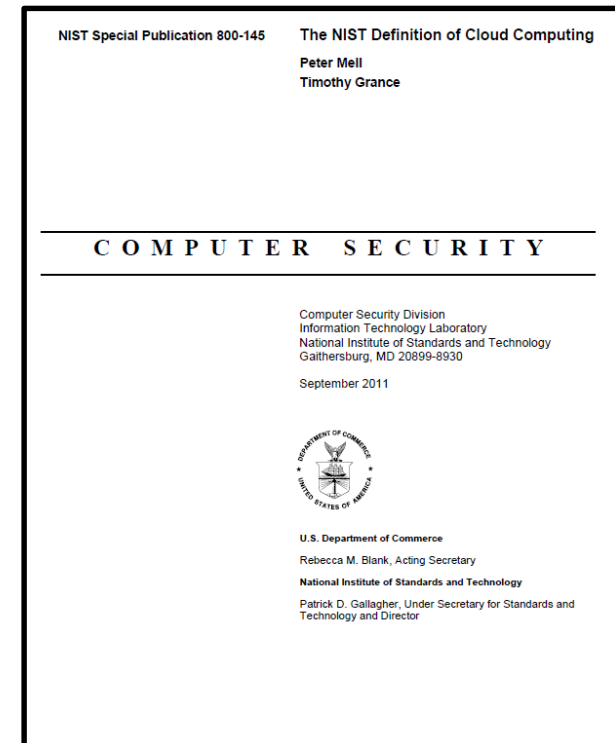 NIST Special Publication 800-145
The NIST Definition of Cloud Computing
Peter Mell
Timothy Grance
COMPUTER SECURITY
Computer Security Division
Information Technology Laboratory
National Institute of Standards and Technology
Gaithersburg, MD 20899-8930
September 2011
DEPARTMENT OF COMMERCE
UNITED STATES OF AMERICA
U.S. Department of Commerce
Rebecca M. Blank, Acting Secretary
National Institute of Standards and Technology
Patrick D. Gallagher, Under Secretary for Standards and
Technology and Director